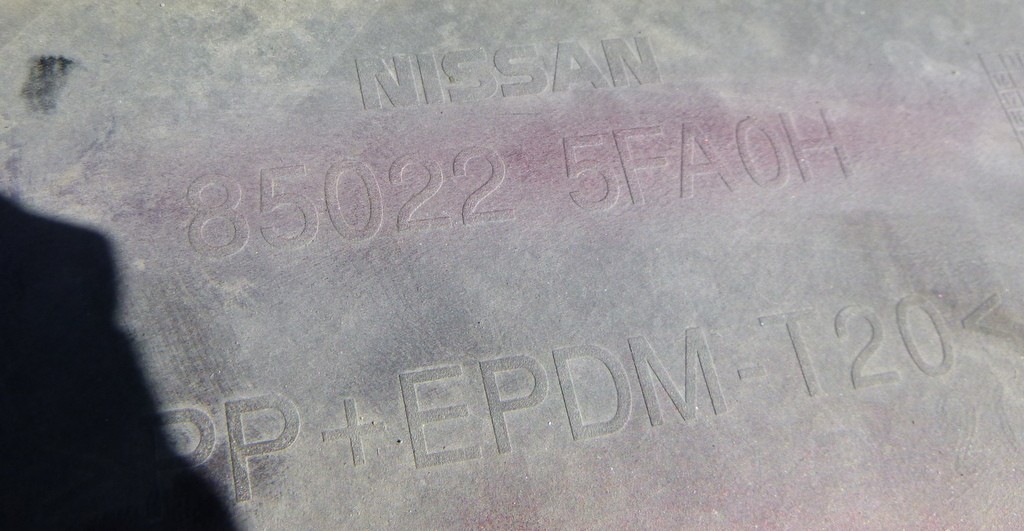 NISSAN
85022 5FA0H
PP+EPDM-T20<